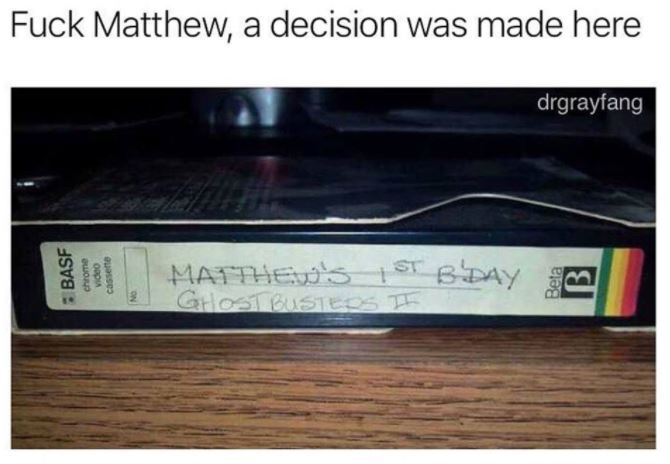 Fuck Matthew, a decision was made here
drgrayfang
BASF
chrome
video
cassette
No.
MATTHEW'S 1ST B'DAY
GHOSTBUSTERS II
Beta
B